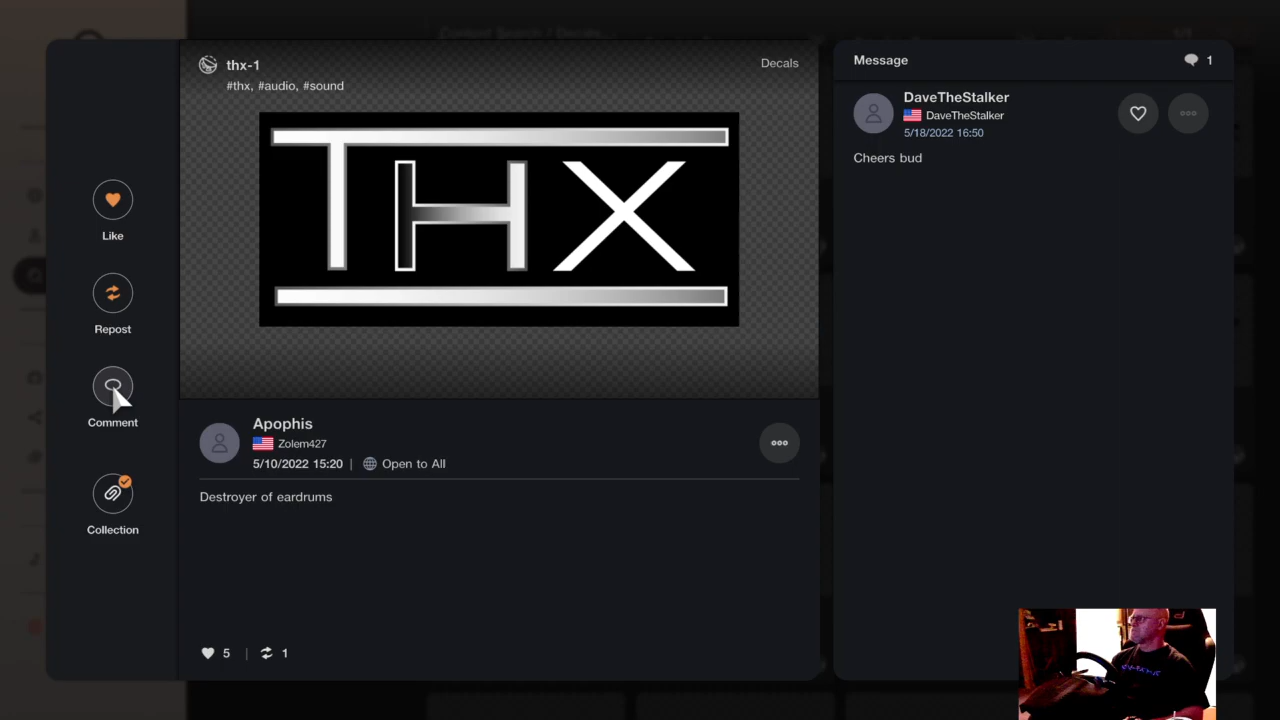 thx-1
#thx, #audio, #sound
Decals
THX
Like
Repost
Comment
Collection
Apophis
Zolem427
5/10/2022 15:20 | Open to All
Destroyer of eardrums
5 | 1
Message
1
DaveTheStalker
DaveTheStalker
5/18/2022 16:50
Cheers bud